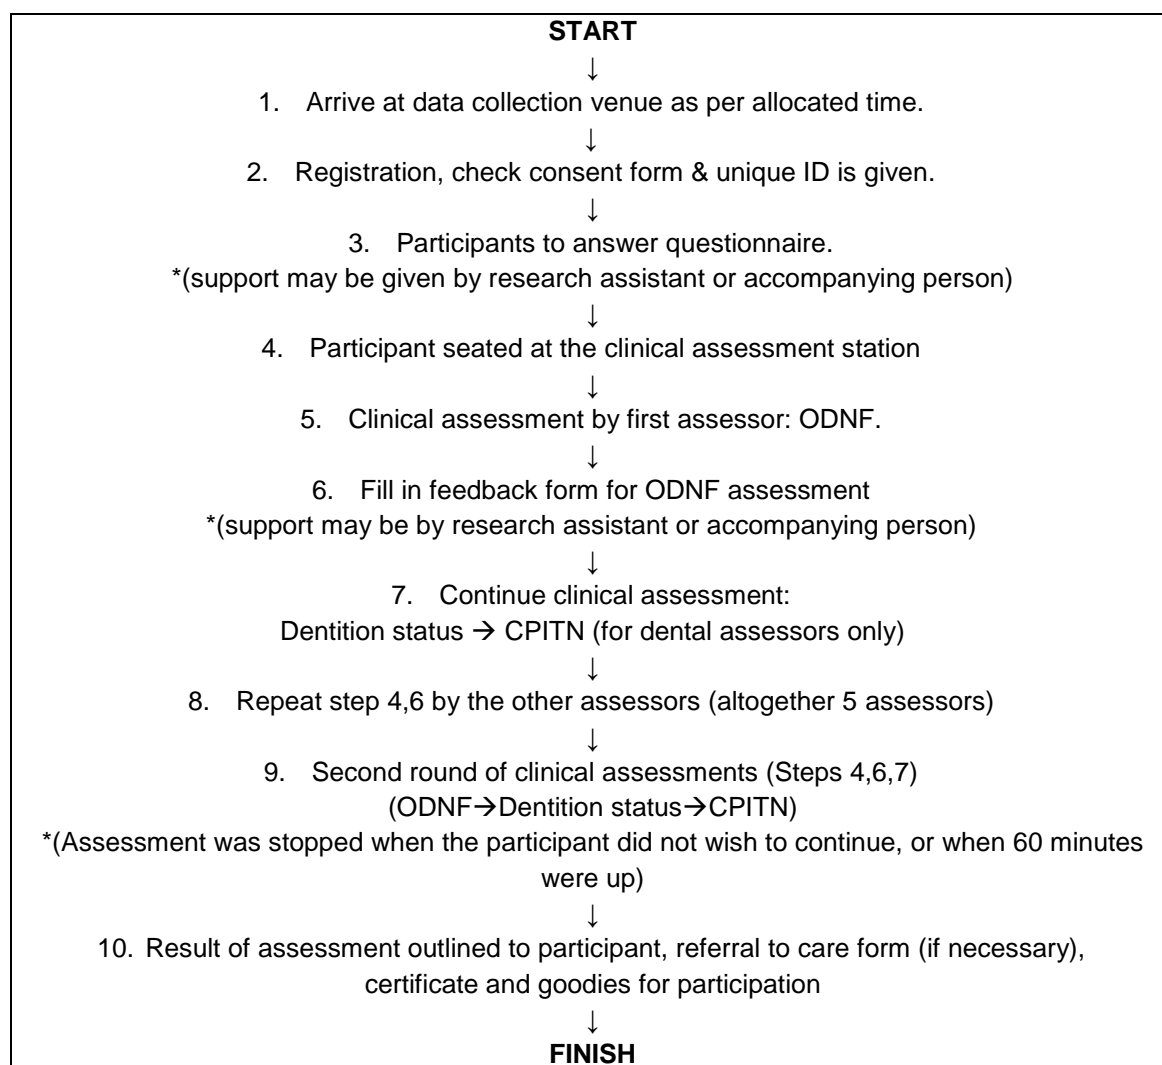 START
↓
1. Arrive at data collection venue as per allocated time.
↓
2. Registration, check consent form & unique ID is given.
↓
3. Participants to answer questionnaire.
*(support may be given by research assistant or accompanying person)
↓
4. Participant seated at the clinical assessment station
↓
5. Clinical assessment by first assessor: ODNF.
↓
6. Fill in feedback form for ODNF assessment
*(support may be by research assistant or accompanying person)
↓
7. Continue clinical assessment:
Dentition status → CPITN (for dental assessors only)
↓
8. Repeat step 4,6 by the other assessors (altogether 5 assessors)
↓
9. Second round of clinical assessments (Steps 4,6,7)
(ODNF→Dentition status→CPITN)
*(Assessment was stopped when the participant did not wish to continue, or when 60 minutes
were up)
↓
10. Result of assessment outlined to participant, referral to care form (if necessary),
certificate and goodies for participation
↓
FINISH